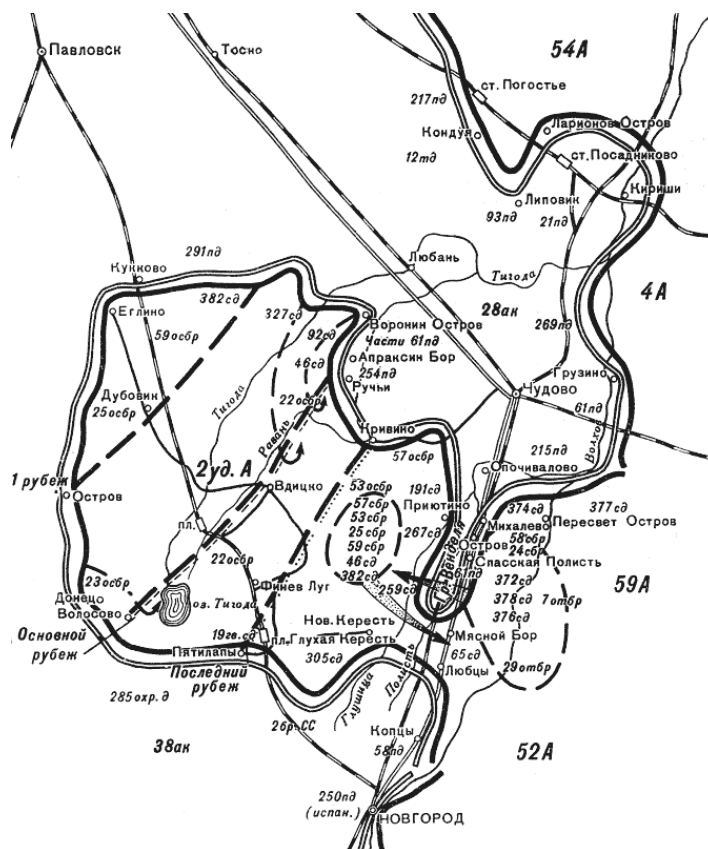 54А
Павловск
Тосно
ст. Погостье
217пд
Кондуя
Ларионов Остров
12тд
ст. Посадниково
Кириши
Липовик
93пд
21пд
291пд
Кукково
Любань
Тигода
4А
382сд
28ак
Еглино
327сд
Воронин Остров
92сд
Части 61пд
269пд
59осбр
Апраксин Бор
46сд
254пд
Грузино
Ручьи
Чудово
Дубовик
22осбр
25осбр
Тигода
Равань
61пд
Кривино
Волхов
2уд. А
57осбр
215пд
Опочивалово
1 рубеж
Остров
Вдицко
53осбр
191сд
57сбр
Приютино
374сд
377сд
53сбр
Михалево
Пересвет Остров
пл.
25сбр
267сд
58сбр
59сбр
Остров
24сбр
22осбр
46сд
Спасская Полисть
23осбр
382сд
61пд
372сд
59А
Финев Луг
259сд
378сд
7отбр
Донецо
Волосово
оз. Тигода
376сд
Нов. Кересть
Основной
рубеж
19гв. сд
пл. Глухая Кересть
Мясной Бор
Пятилапы
65сд
29отбр
Последний
рубеж
305сд
Полисть
Любцы
285охр. д
Глушица
2бр. СС
Копцы
38ак
58пд
52А
250пд
(испан.)
НОВГОРОД